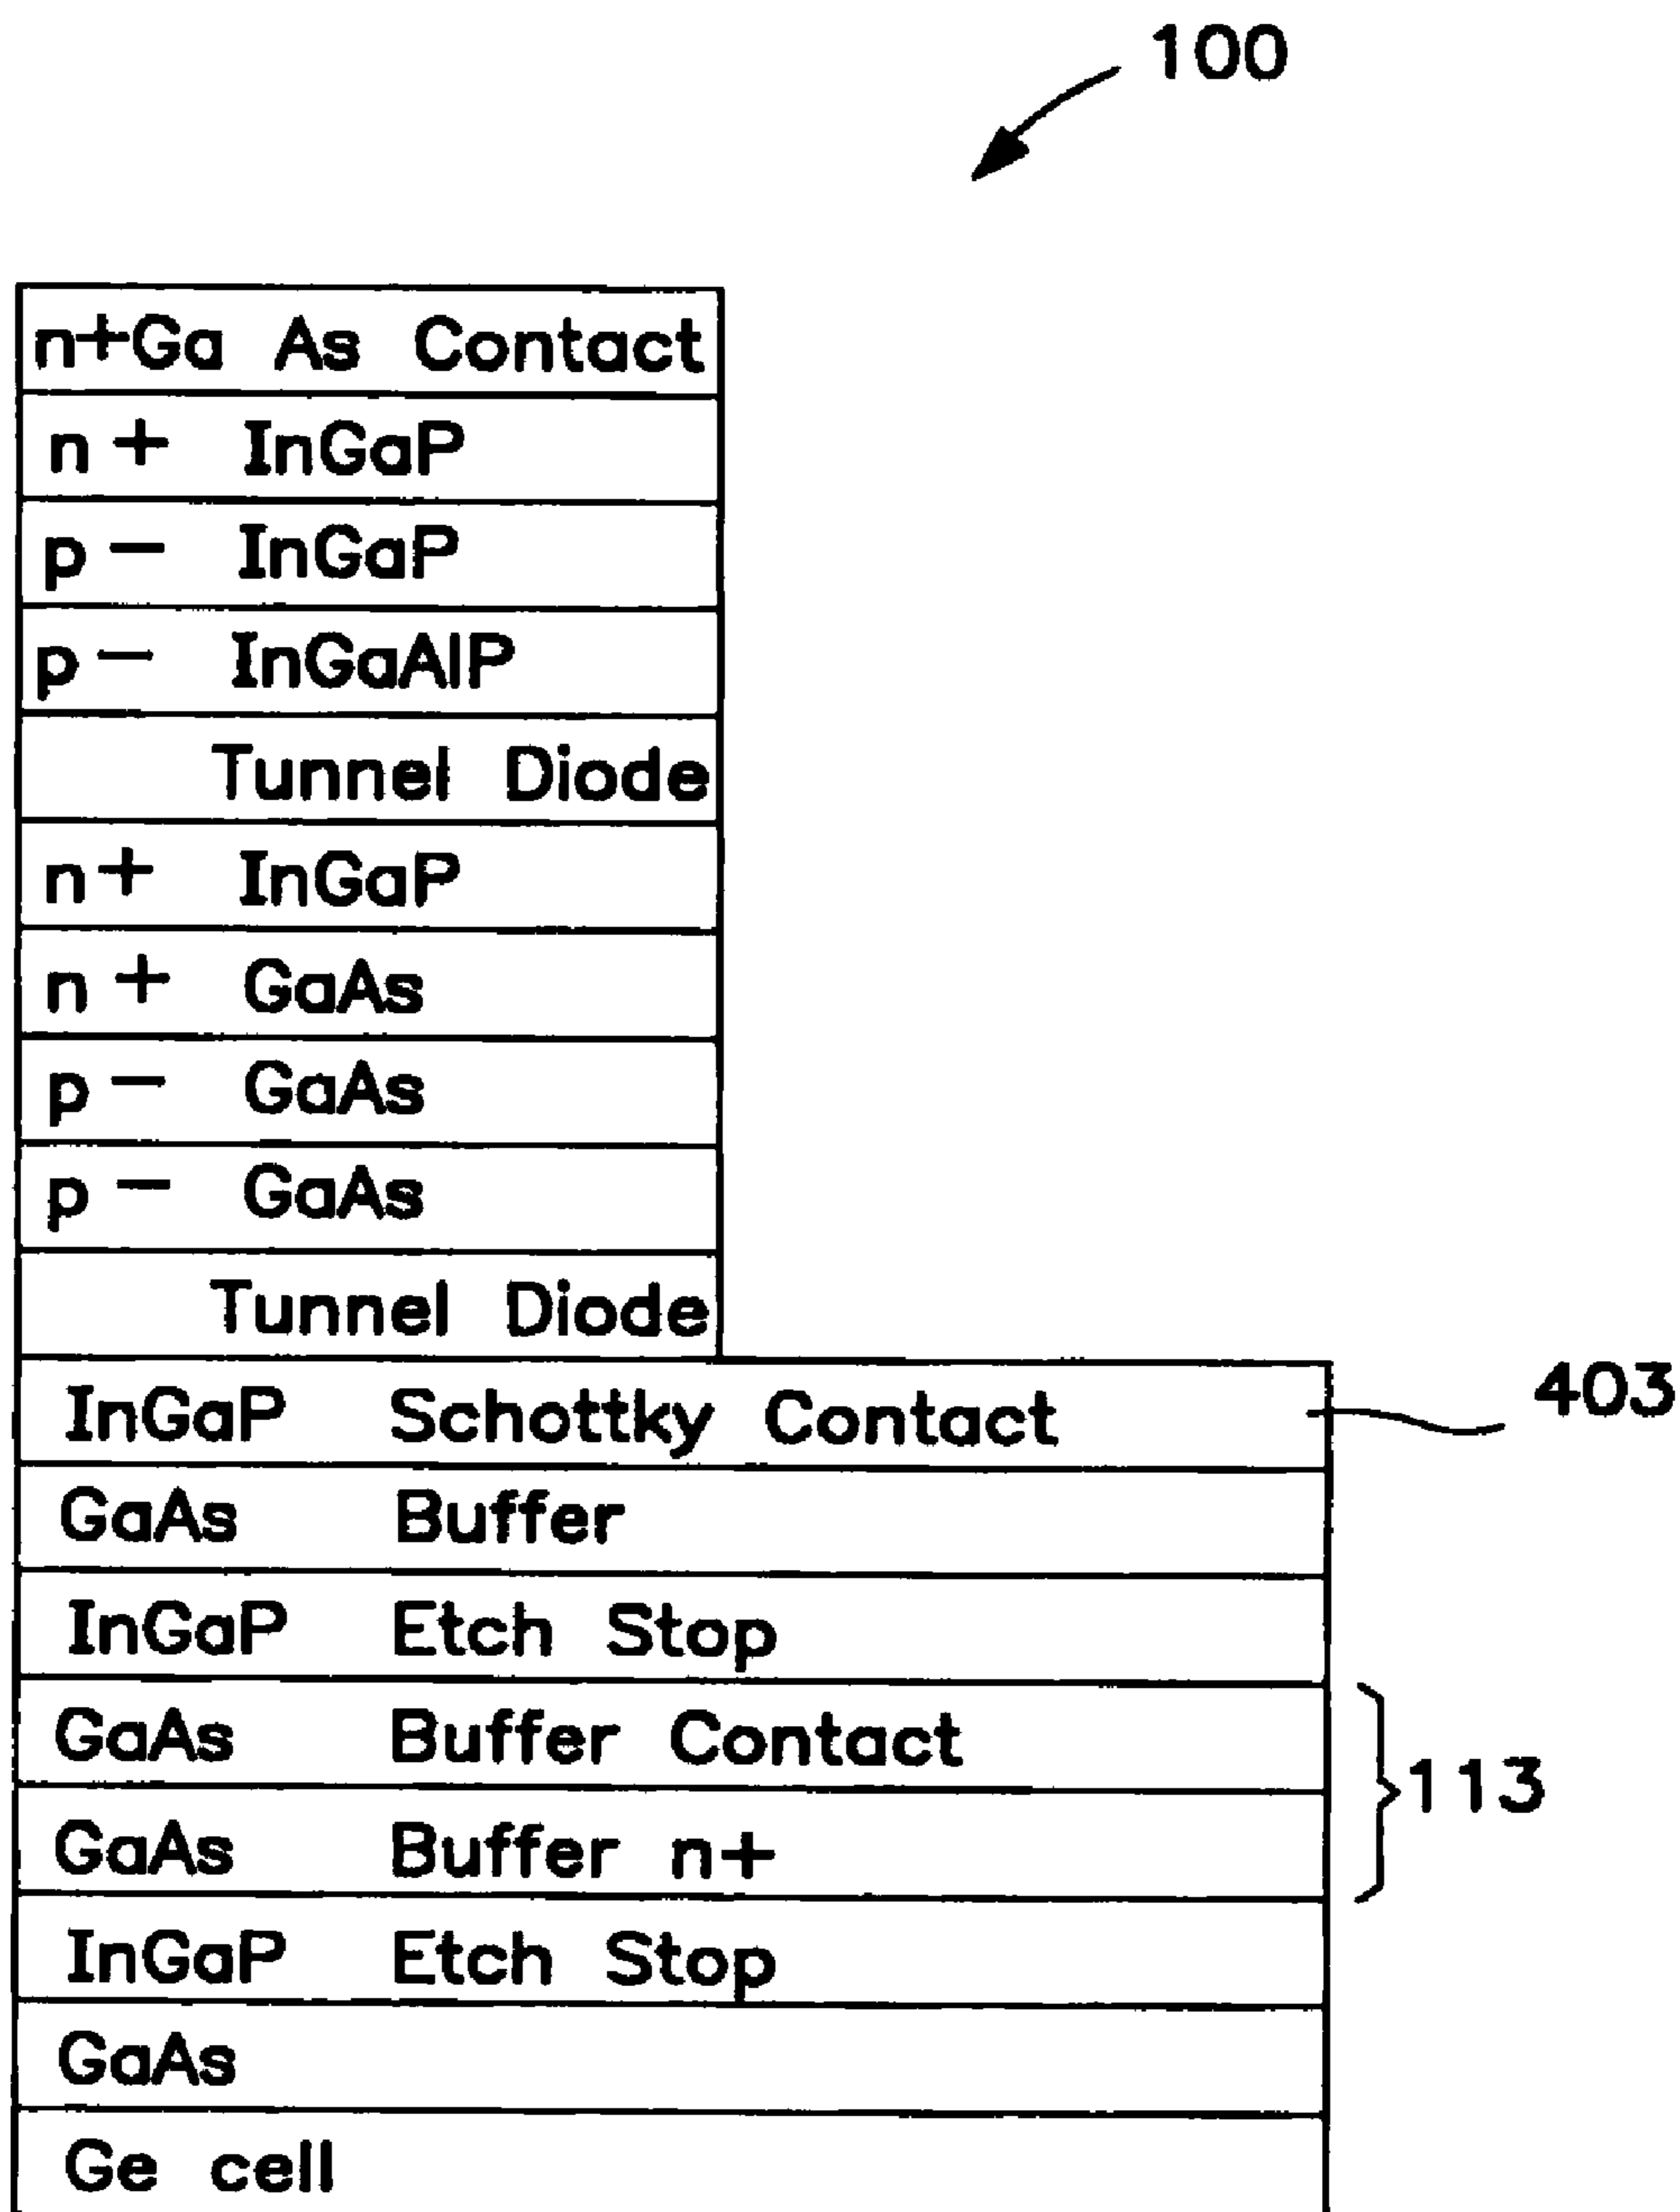 100
n+Ga As Contact
n+ InGaP
p- InGaP
p- InGaAlP
Tunnel Diode
n+ InGaP
n+ GaAs
p- GaAs
p- GaAs
Tunnel Diode
InGaP Schottky Contact 403
GaAs Buffer
InGaP Etch Stop
GaAs Buffer Contact
113
GaAs Buffer n+
InGaP Etch Stop
GaAs
Ge cell